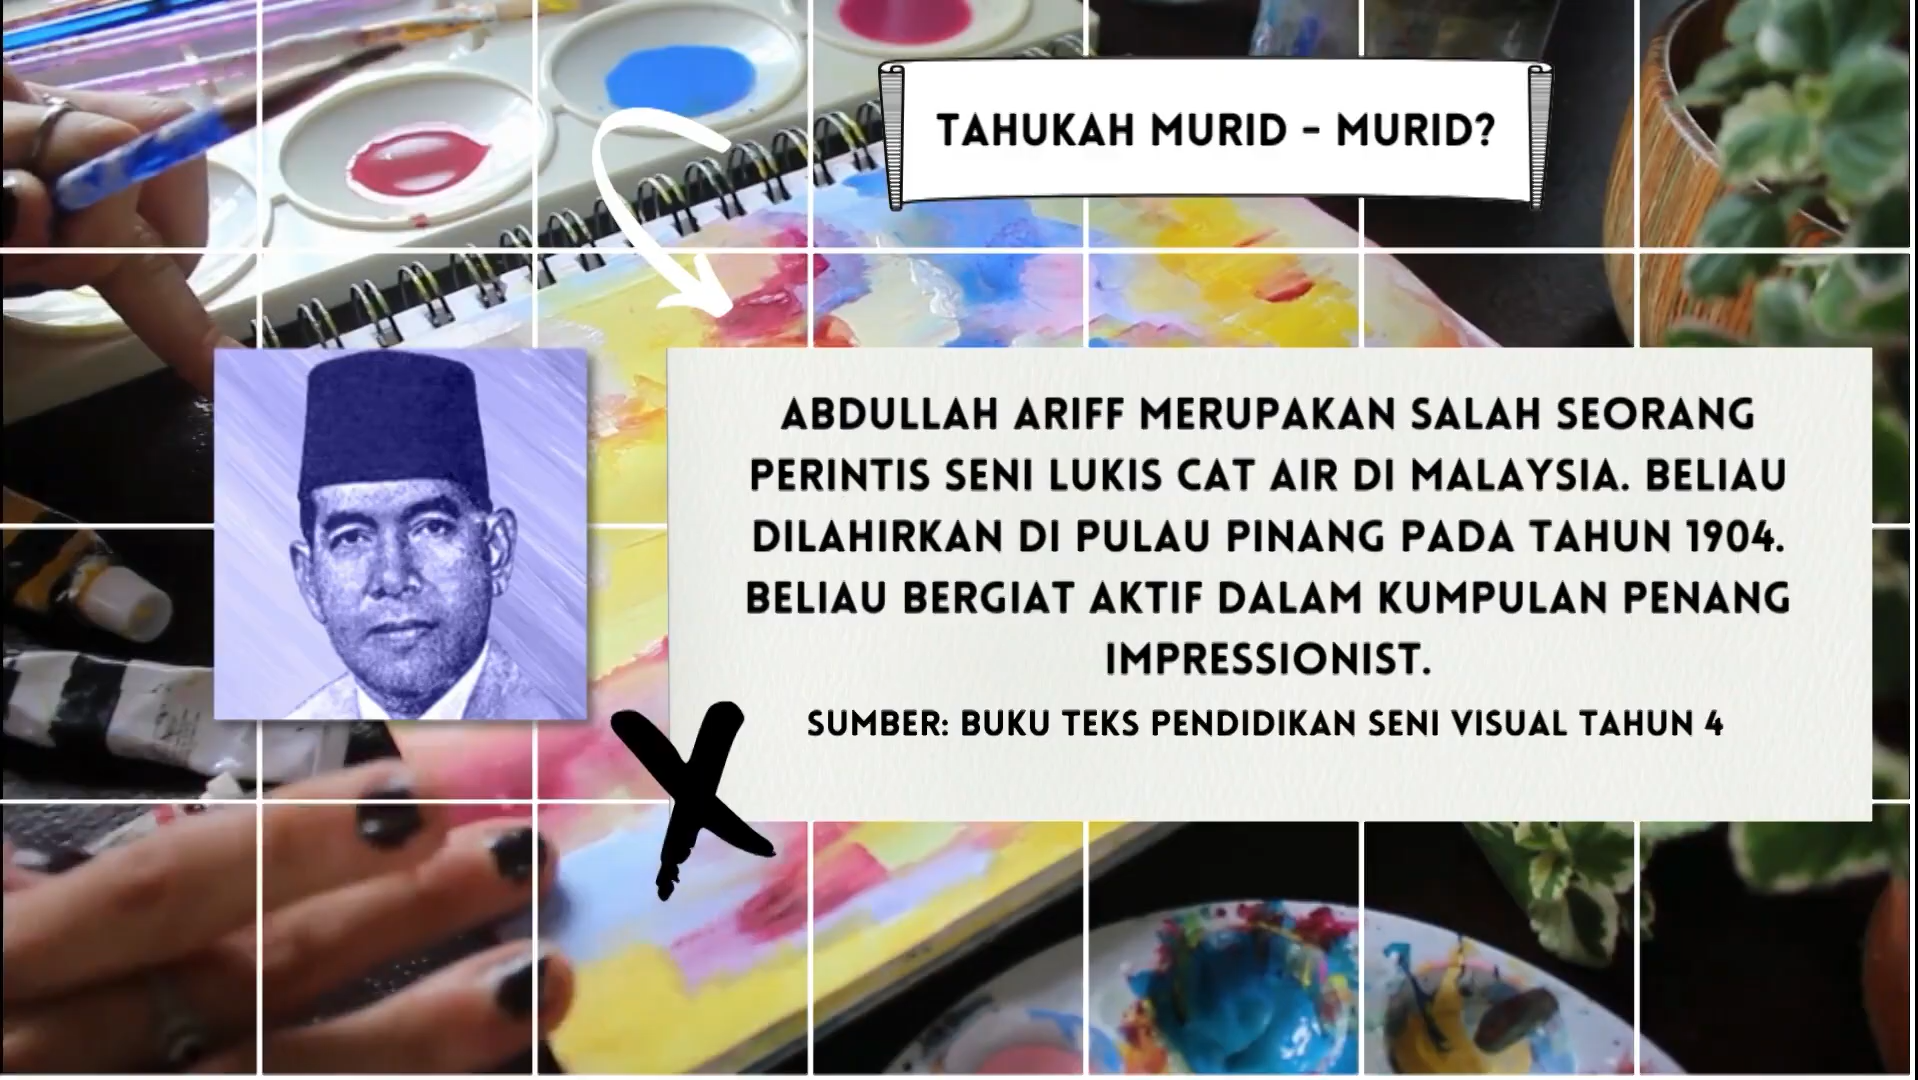 TAHUKAH MURID - MURID?
ABDULLAH ARIFF MERUPAKAN SALAH SEORANG
PERINTIS SENI LUKIS CAT AIR DI MALAYSIA. BELIAU
DILAHIRKAN DI PULAU PINANG PADA TAHUN 1904.
BELIAU BERGIAT AKTIF DALAM KUMPULAN PENANG
IMPRESSIONIST.
SUMBER: BUKU TEKS PENDIDIKAN SENI VISUAL TAHUN 4